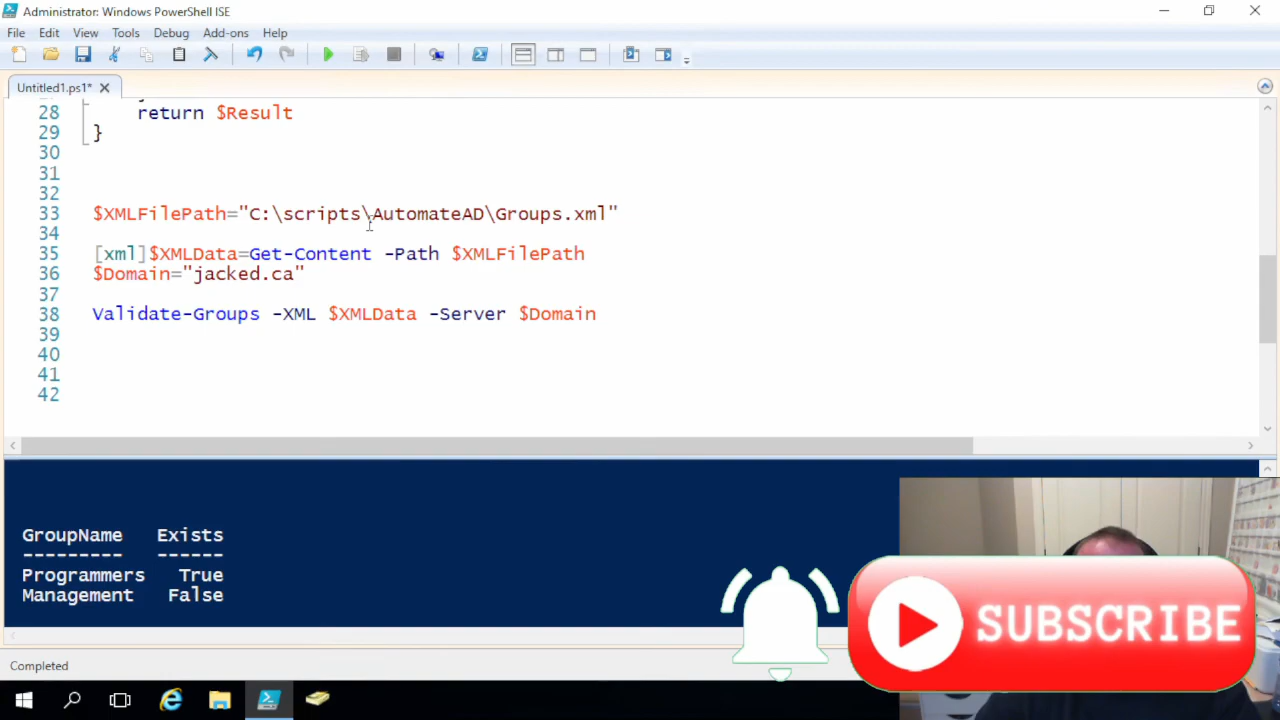 Administrator: Windows PowerShell ISE
File Edit View Tools Debug Add-ons Help
Untitled1.ps1*
28 return $Result
29 }
30
31
32
33 $XMLFilePath="C:\scripts\AutomateAD\Groups.xml"
34
35 [xml]$XMLData=Get-Content -Path $XMLFilePath
36 $Domain="jacked.ca"
37
38 Validate-Groups -XML $XMLData -Server $Domain
39
40
41
42
GroupName Exists
--------- ------
Programmers True
Management False
SUBSCRIBE
Completed